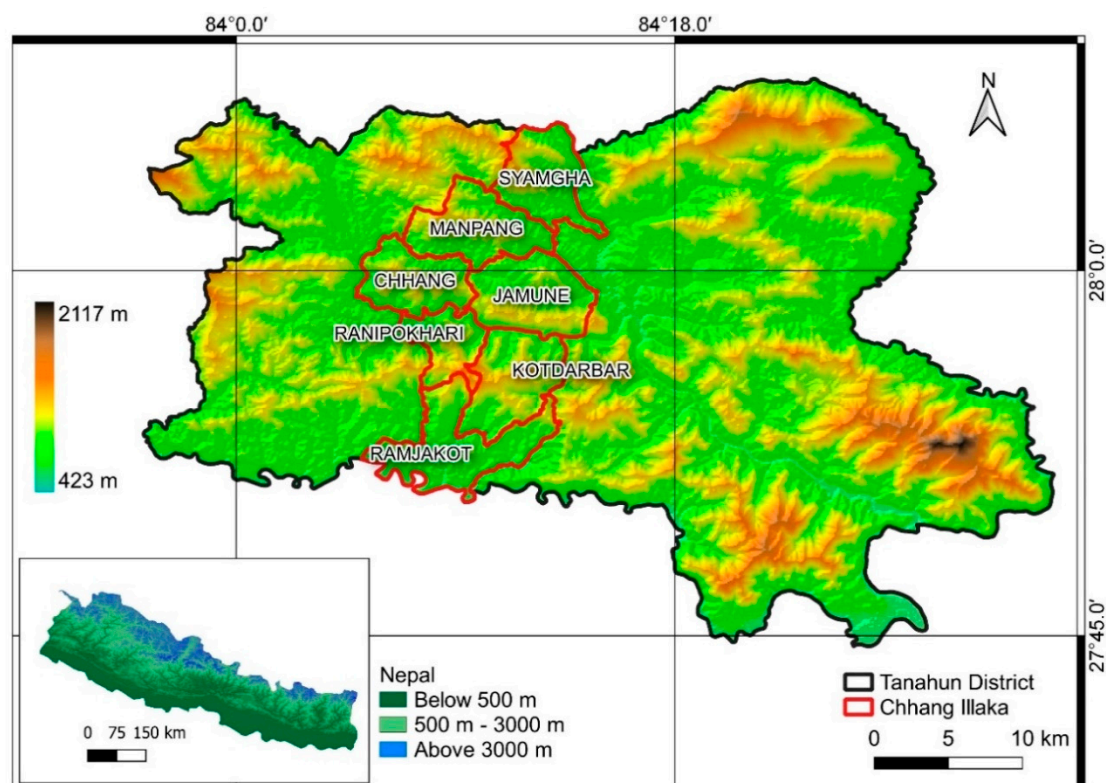 84°0.0′
84°18.0′
N
SYAMGHA
MANPANG
28°0.0′
CHHANG
JAMUNE
2117 m
RANIPOKHARI
KOTDARBAR
RAMJAKOT
423 m
27°45.0′
Nepal
Below 500 m
500 m - 3000 m
Above 3000 m
0 75 150 km
Tanahun District
Chhang Illaka
0 5 10 km